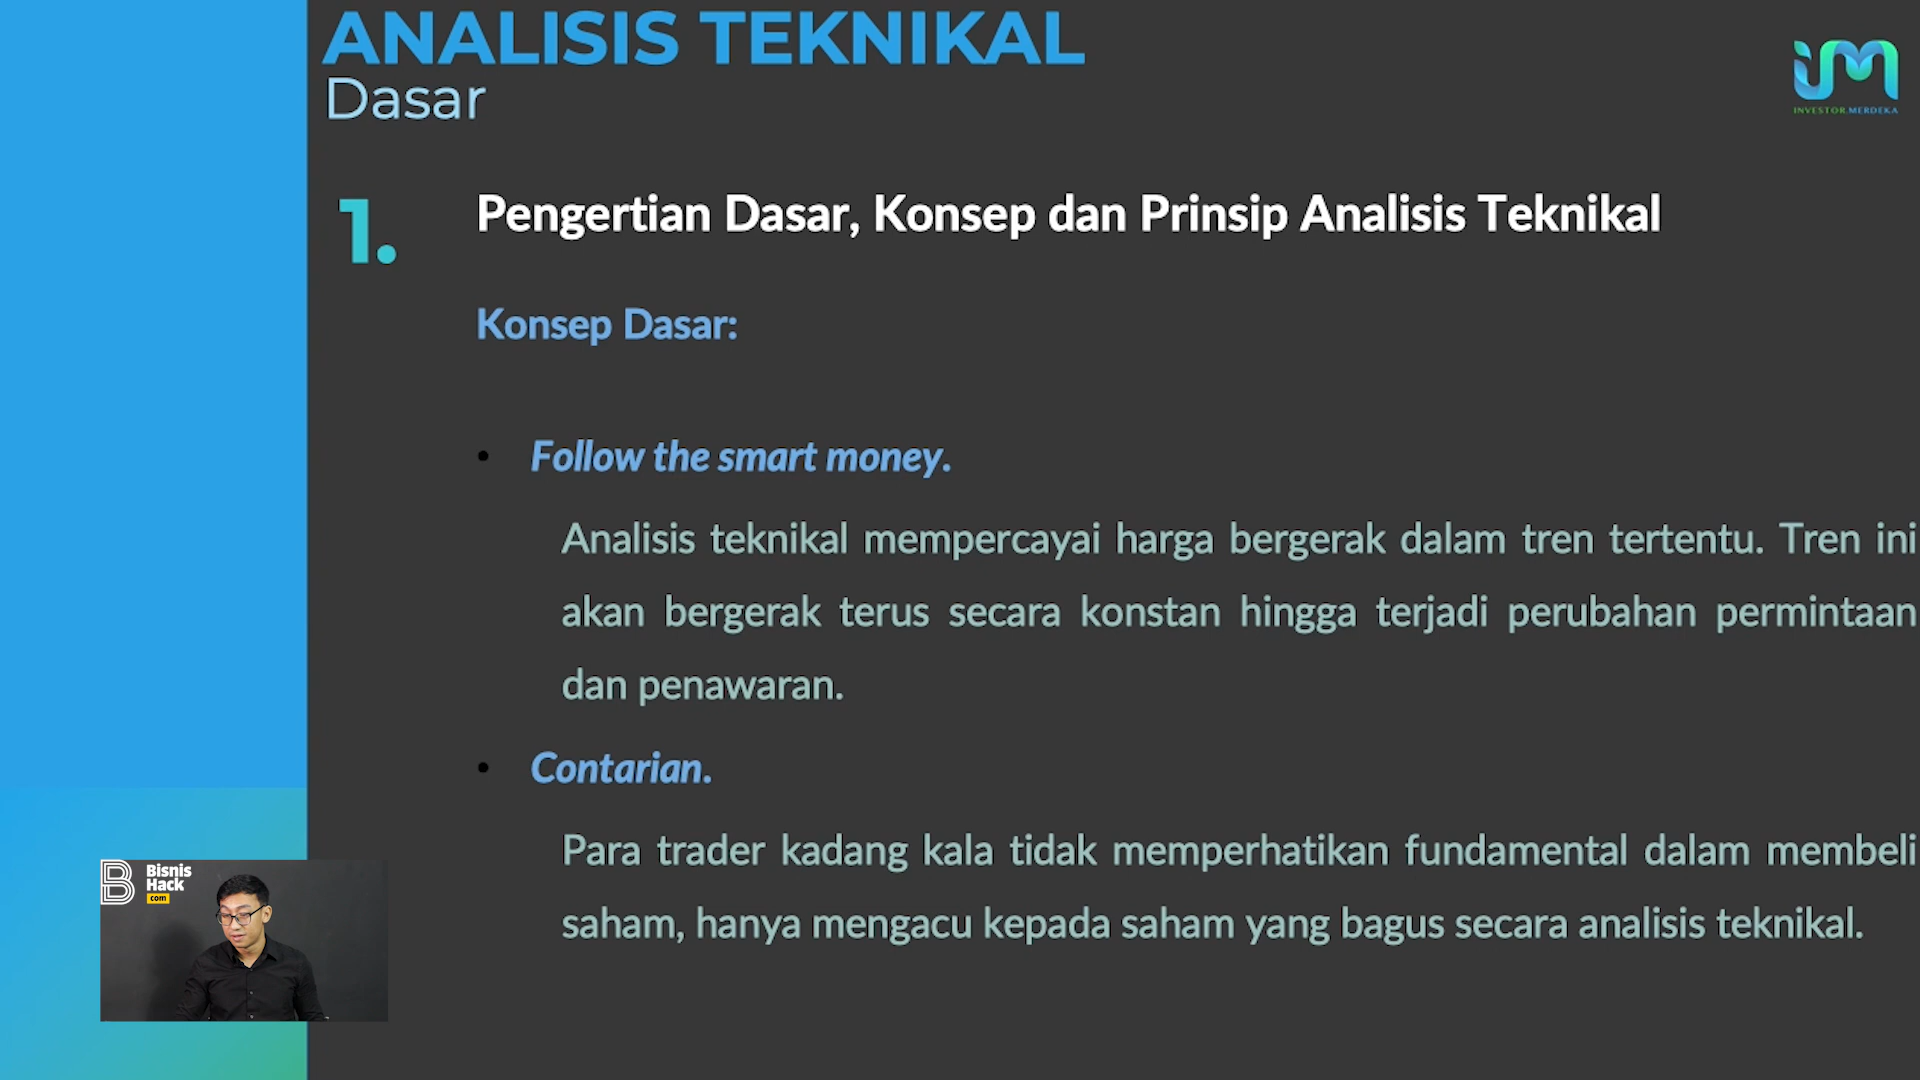 ANALISIS TEKNIKAL
Dasar
INVESTOR.MERDEKA
1.
Pengertian Dasar, Konsep dan Prinsip Analisis Teknikal
Konsep Dasar:
• Follow the smart money.
Analisis teknikal mempercayai harga bergerak dalam tren tertentu. Tren ini
akan bergerak terus secara konstan hingga terjadi perubahan permintaan
dan penawaran.
• Contarian.
Para trader kadang kala tidak memperhatikan fundamental dalam membeli
saham, hanya mengacu kepada saham yang bagus secara analisis teknikal.
Bisnis
Hack
com